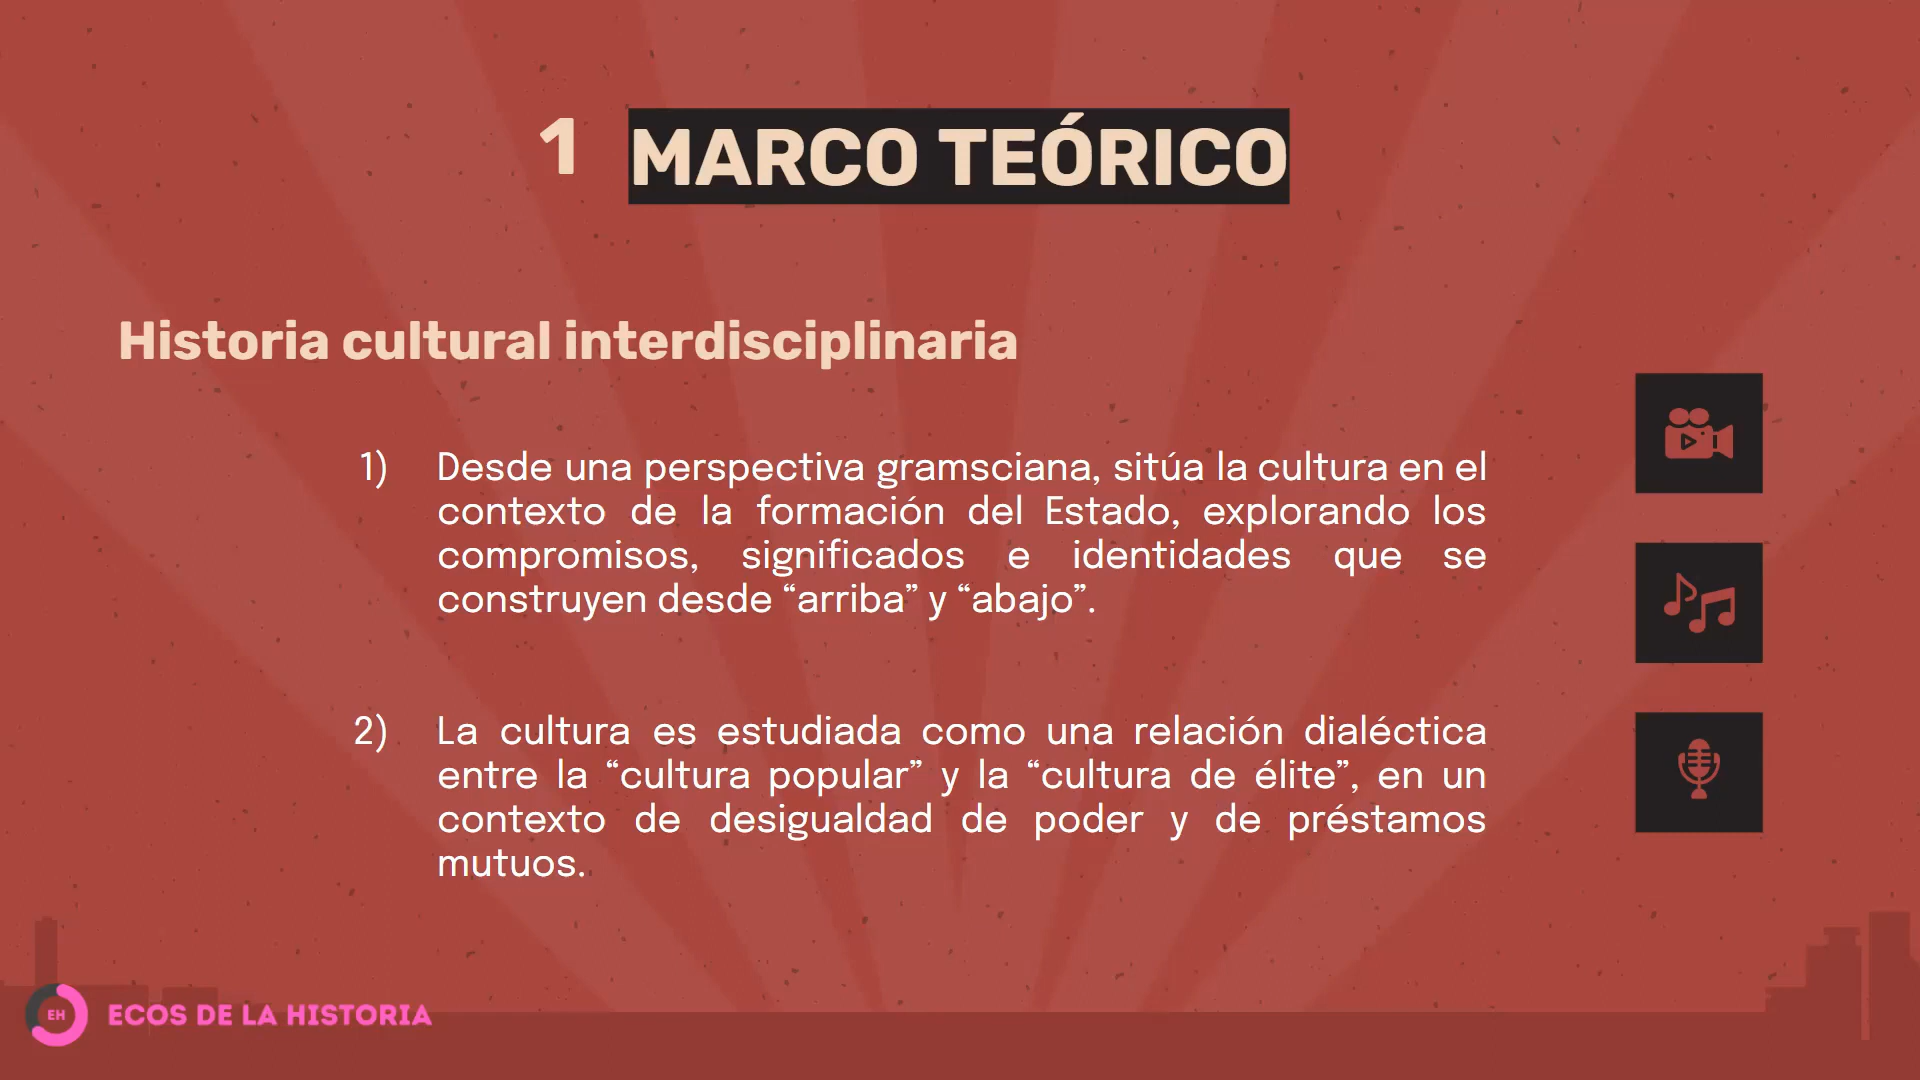 1 MARCO TEÓRICO
Historia cultural interdisciplinaria
1) Desde una perspectiva gramsciana, sitúa la cultura en el
contexto de la formación del Estado, explorando los
compromisos, significados e identidades que se
construyen desde “arriba” y “abajo”.
2) La cultura es estudiada como una relación dialéctica
entre la “cultura popular” y la “cultura de élite”, en un
contexto de desigualdad de poder y de préstamos
mutuos.
EH ECOS DE LA HISTORIA